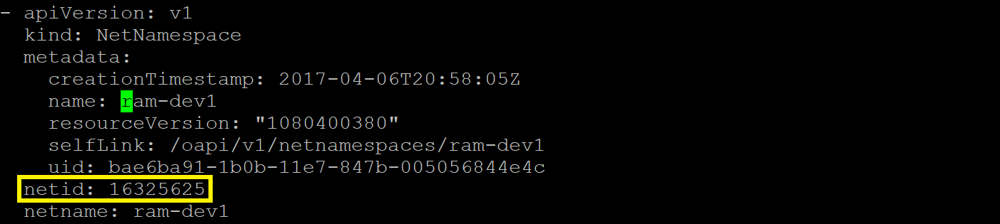 - apiVersion: v1
  kind: NetNamespace
  metadata:
    creationTimestamp: 2017-04-06T20:58:05Z
    name: ram-dev1
    resourceVersion: "1080400380"
    selfLink: /oapi/v1/netnamespaces/ram-dev1
    uid: bae6ba91-1b0b-11e7-847b-005056844e4c
  netid: 16325625
  netname: ram-dev1